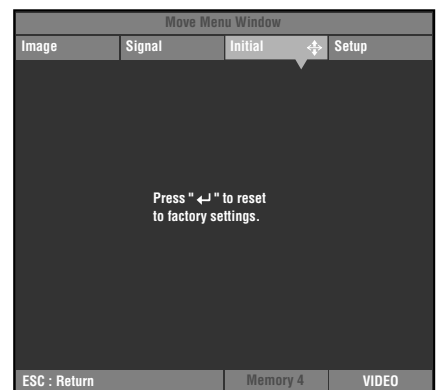 Move Menu Window
Image Signal Initial Setup
Press "↵" to reset
to factory settings.
ESC : Return Memory 4 VIDEO